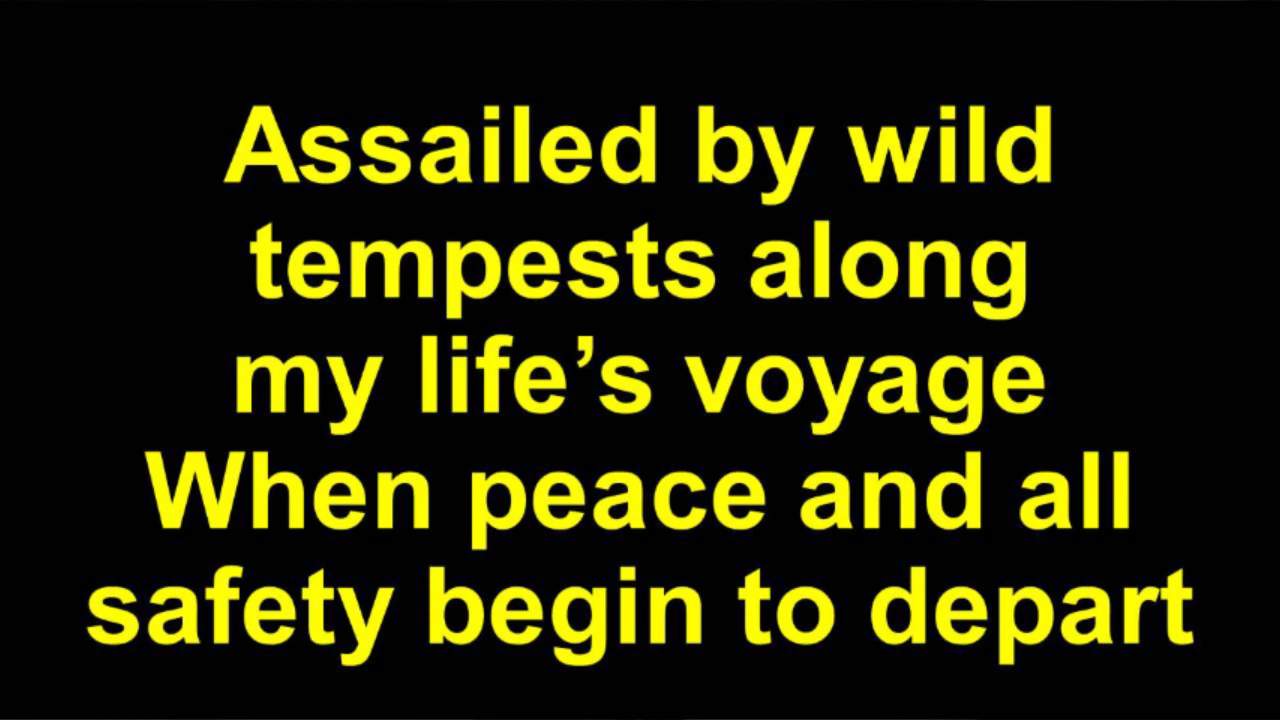 Assailed by wild
tempests along
my life’s voyage
When peace and all
safety begin to depart